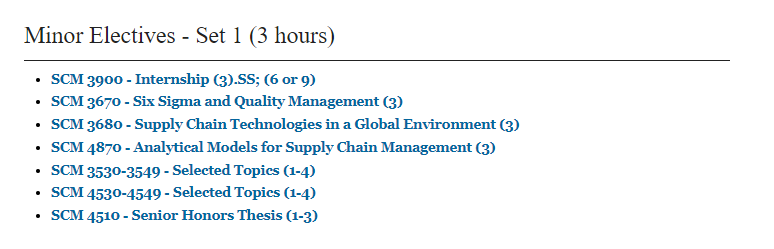 Minor Electives - Set 1 (3 hours)
SCM 3900 - Internship (3).SS; (6 or 9)
SCM 3670 - Six Sigma and Quality Management (3)
SCM 3680 - Supply Chain Technologies in a Global Environment (3)
SCM 4870 - Analytical Models for Supply Chain Management (3)
SCM 3530-3549 - Selected Topics (1-4)
SCM 4530-4549 - Selected Topics (1-4)
SCM 4510 - Senior Honors Thesis (1-3)